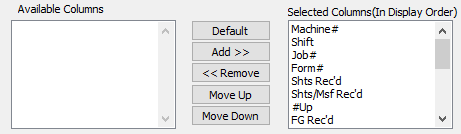 Available Columns
Selected Columns(In Display Order)
Default
Add >>
<< Remove
Move Up
Move Down
Machine#
Shift
Job#
Form#
Shts Rec'd
Shts/Msf Rec'd
#Up
FG Rec'd